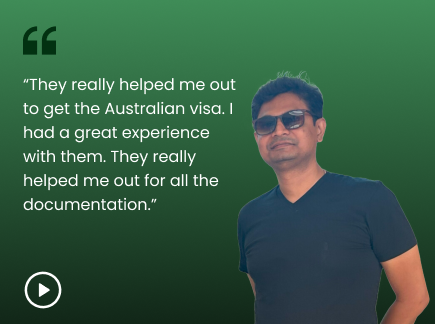 “They really helped me out
to get the Australian visa. I
had a great experience
with them. They really
helped me out for all the
documentation.”